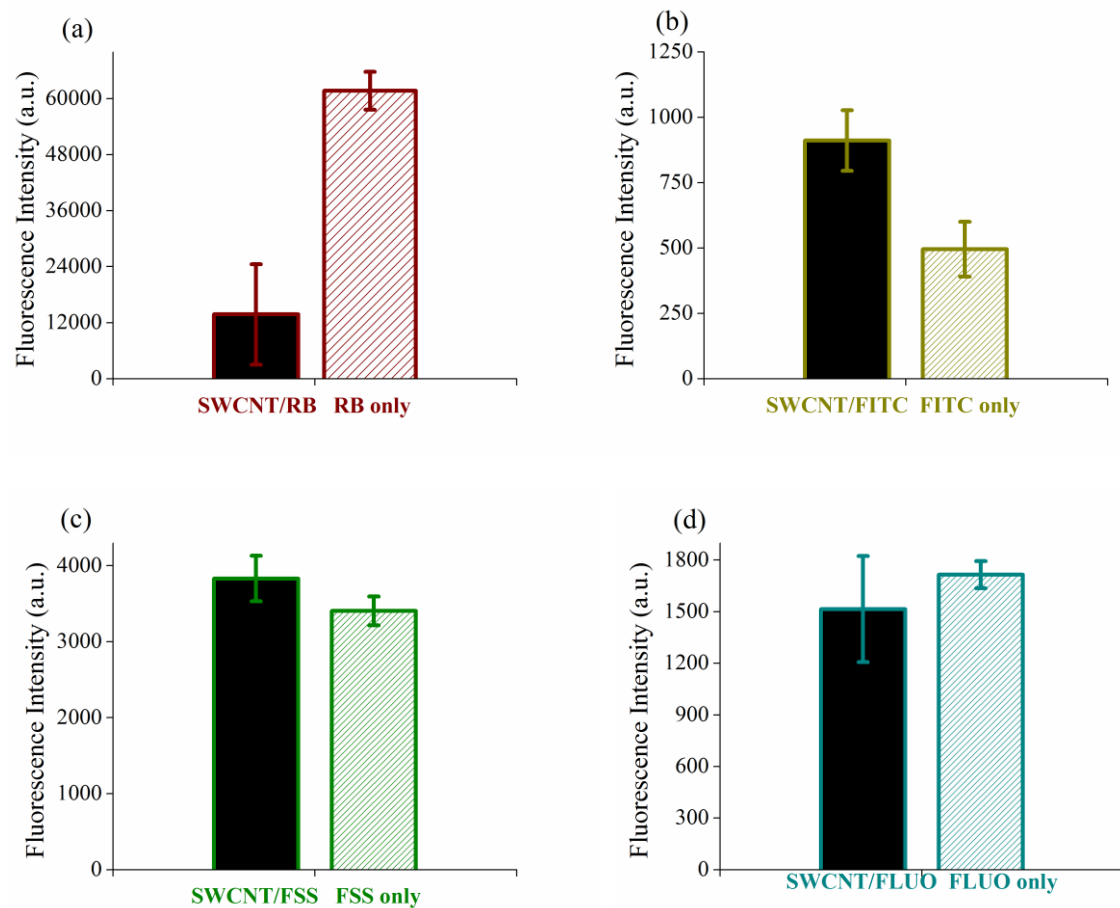 (a)
Fluorescence Intensity (a.u.)
60000
48000
36000
24000
12000
0
SWCNT/RB RB only
(b)
Fluorescence Intensity (a.u.)
1250
1000
750
500
250
0
SWCNT/FITC FITC only
(c)
Fluorescence Intensity (a.u.)
4000
3000
2000
1000
0
SWCNT/FSS FSS only
(d)
Fluorescence Intensity (a.u.)
1800
1500
1200
900
600
300
0
SWCNT/FLUO FLUO only